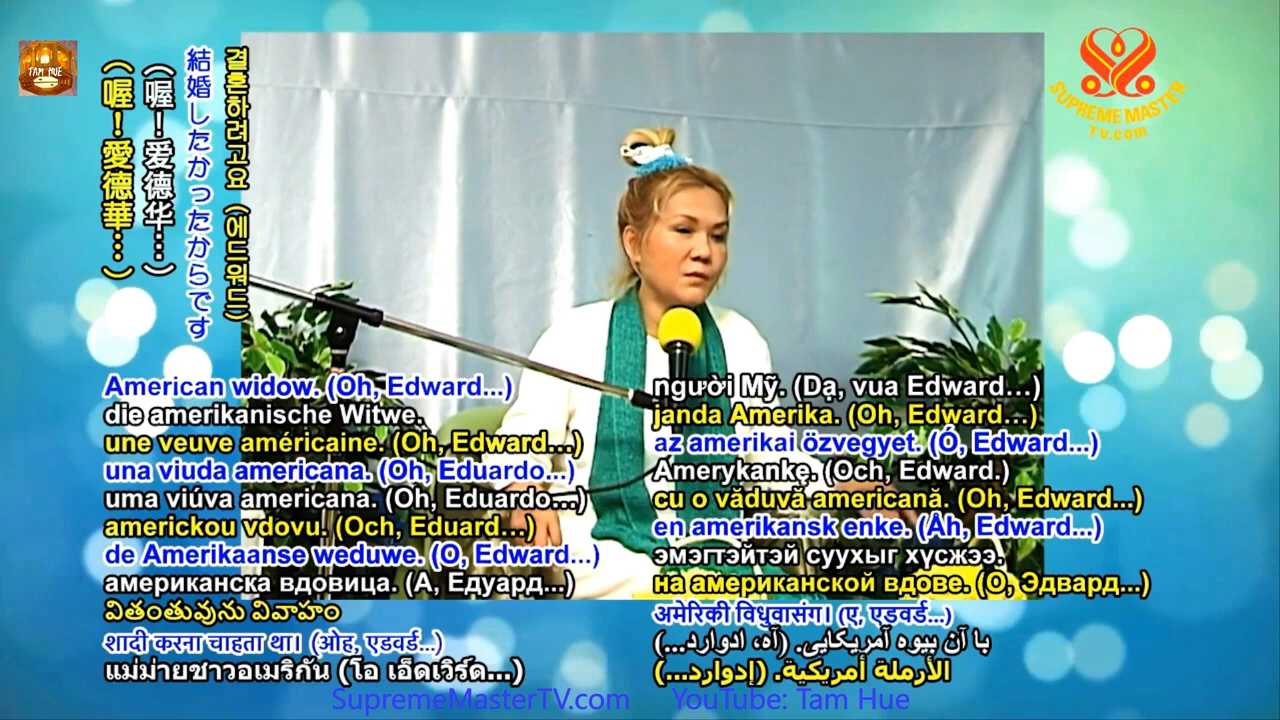 TAM HUE
SUPREME MASTER
TV.com
결혼하려고요 (에드워드)
結婚したかったからです
（喔！爱德华…）
（喔！愛德華…）
American widow. (Oh, Edward...)
die amerikanische Witwe.
une veuve américaine. (Oh, Edward...)
una viuda americana. (Oh, Eduardo...)
uma viúva americana. (Oh, Eduardo...)
americkou vdovu. (Och, Eduard...)
de Amerikaanse weduwe. (O, Edward...)
американска вдовица. (А, Едуард...)
వితంతువును వివాహం
शादी करना चाहता था। (ओह, एडवर्ड...)
แม่ม่ายชาวอเมริกัน (โอ เอ็ดเวิร์ด...)
người Mỹ. (Dạ, vua Edward…)
janda Amerika. (Oh, Edward…)
az amerikai özvegyet. (Ó, Edward...)
Amerykankę. (Och, Edward.)
cu o văduvă americană. (Oh, Edward...)
en amerikansk enke. (Åh, Edward...)
эмэгтэйтэй суухыг хүсжээ.
на американской вдове. (О, Эдвард...)
अमेरिकी विधुवासंग। (ए, एडवर्ड...)
با آن بیوه آمریکایی. (آه، ادوارد...)
الأرملة أمريكية. (إدوارد...)
SupremeMasterTV.com
YouTube: Tam Hue